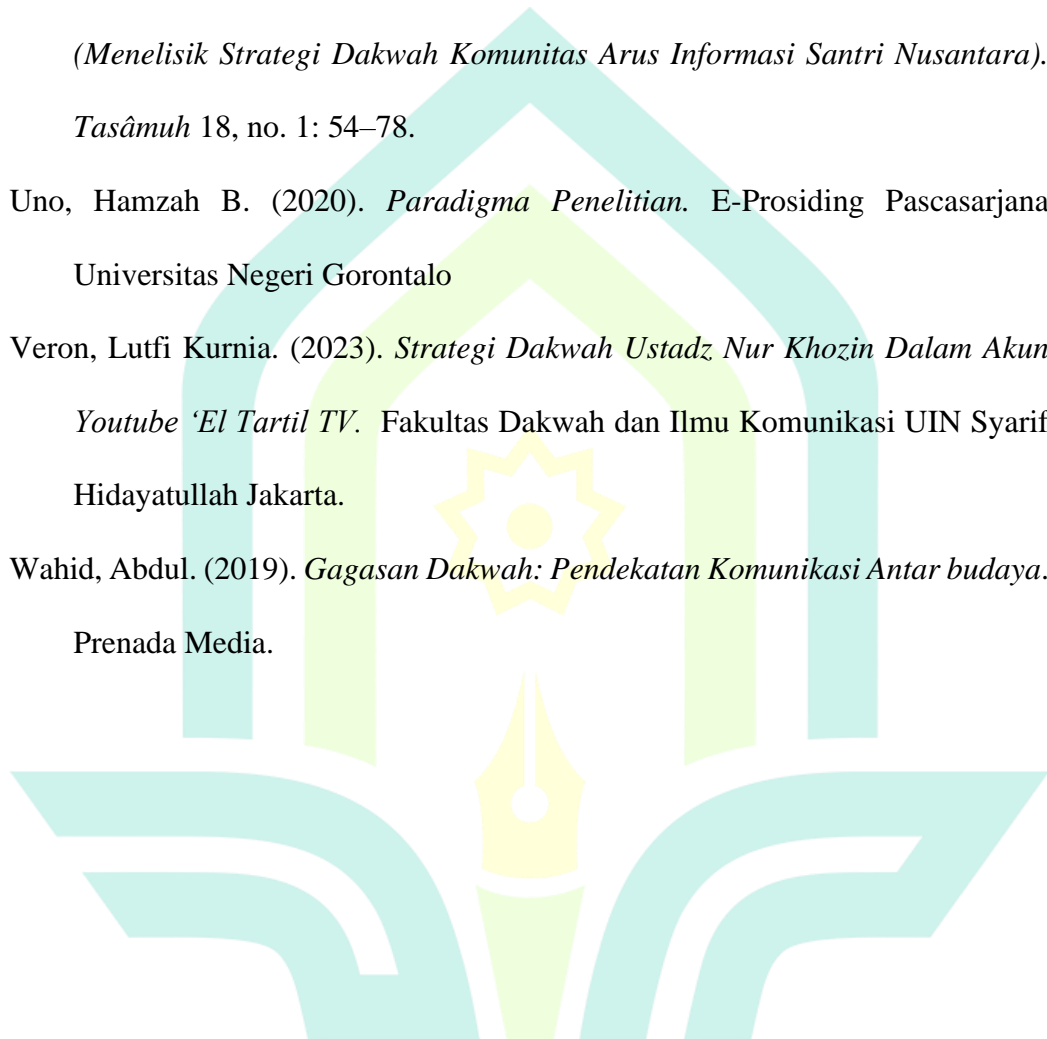 (Menelisik Strategi Dakwah Komunitas Arus Informasi Santri Nusantara).
Tasâmuh 18, no. 1: 54–78.
Uno, Hamzah B. (2020). Paradigma Penelitian. E-Prosiding Pascasarjana
Universitas Negeri Gorontalo
Veron, Lutfi Kurnia. (2023). Strategi Dakwah Ustadz Nur Khozin Dalam Akun
Youtube ‘El Tartil TV. Fakultas Dakwah dan Ilmu Komunikasi UIN Syarif
Hidayatullah Jakarta.
Wahid, Abdul. (2019). Gagasan Dakwah: Pendekatan Komunikasi Antar budaya.
Prenada Media.